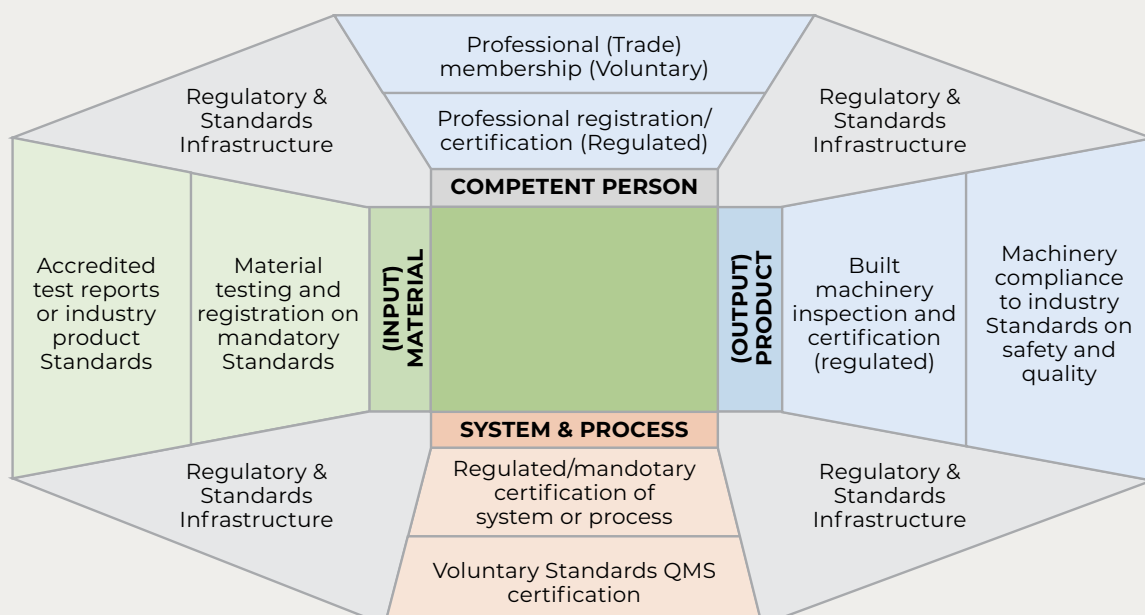 Professional (Trade)
membership (Voluntary)
Regulatory &
Standards
Infrastructure
Regulatory &
Standards
Infrastructure
Professional registration/
certification (Regulated)
COMPETENT PERSON
Accredited
test reports
or industry
product
Standards
Material
testing and
registration on
mandatory
Standards
(INPUT)
MATERIAL
(OUTPUT)
PRODUCT
Built
machinery
inspection and
certification
(regulated)
Machinery
compliance
to industry
Standards on
safety and
quality
SYSTEM & PROCESS
Regulatory &
Standards
Infrastructure
Regulated/mandotary
certification of
system or process
Regulatory &
Standards
Infrastructure
Voluntary Standards QMS
certification